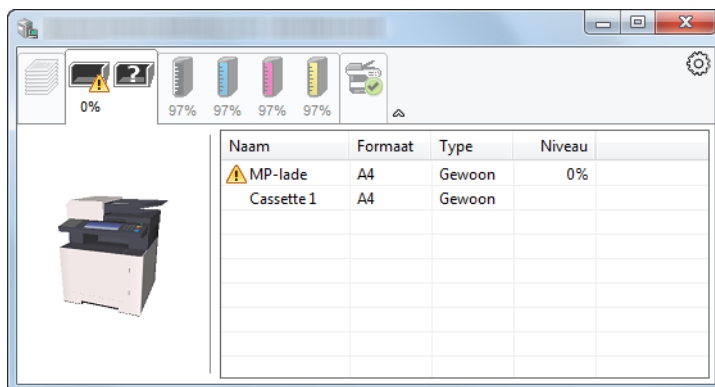 ?
0%
97% 97% 97% 97%
Naam Formaat Type Niveau
MP-lade A4 Gewoon 0%
Cassette 1 A4 Gewoon